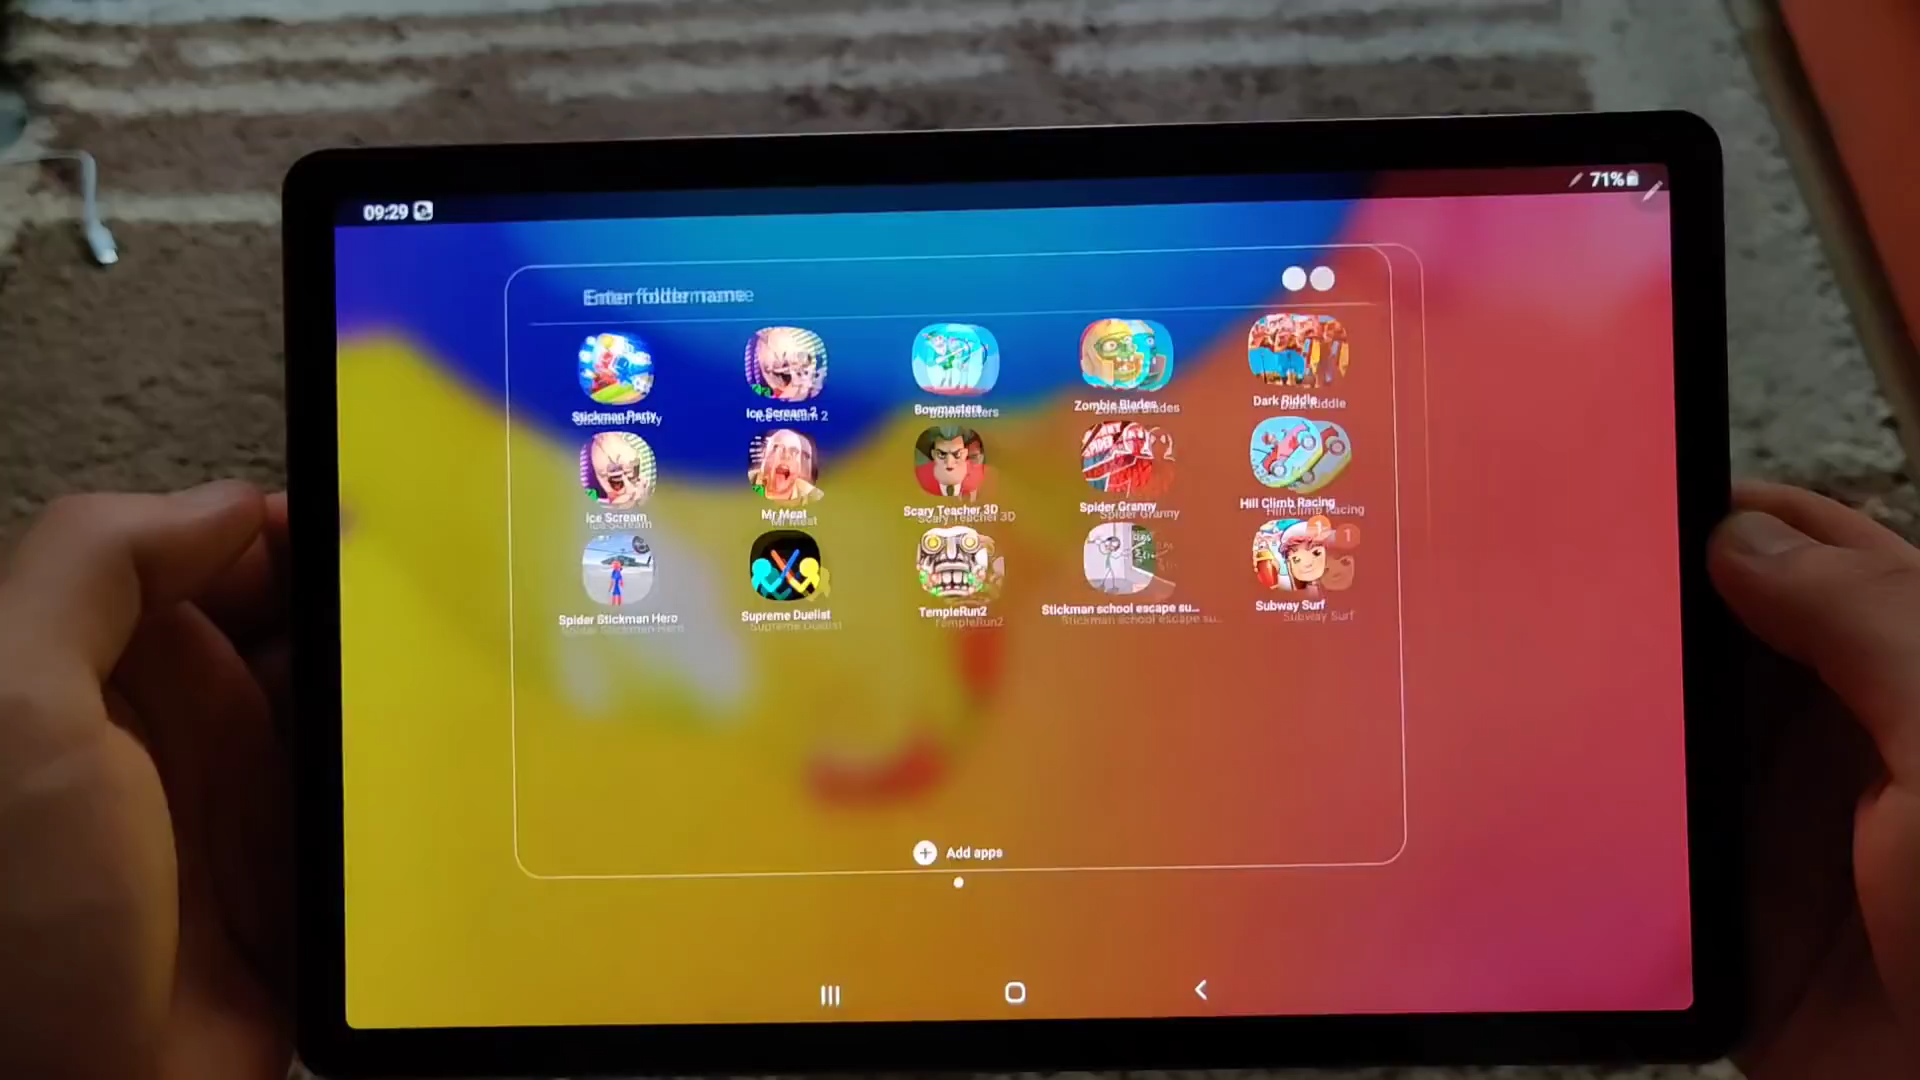 09:29
71%
Enter folder name
Stickman Party
Ice Scream 2
Bowmasters
Zombie Blades
Dark Riddle
Ice Scream
Mr Meat
Scary Teacher 3D
Spider Granny
Hill Climb Racing
1
1
Spider Stickman Hero
Supreme Duelist
TempleRun2
Stickman school escape su...
Subway Surf
Add apps